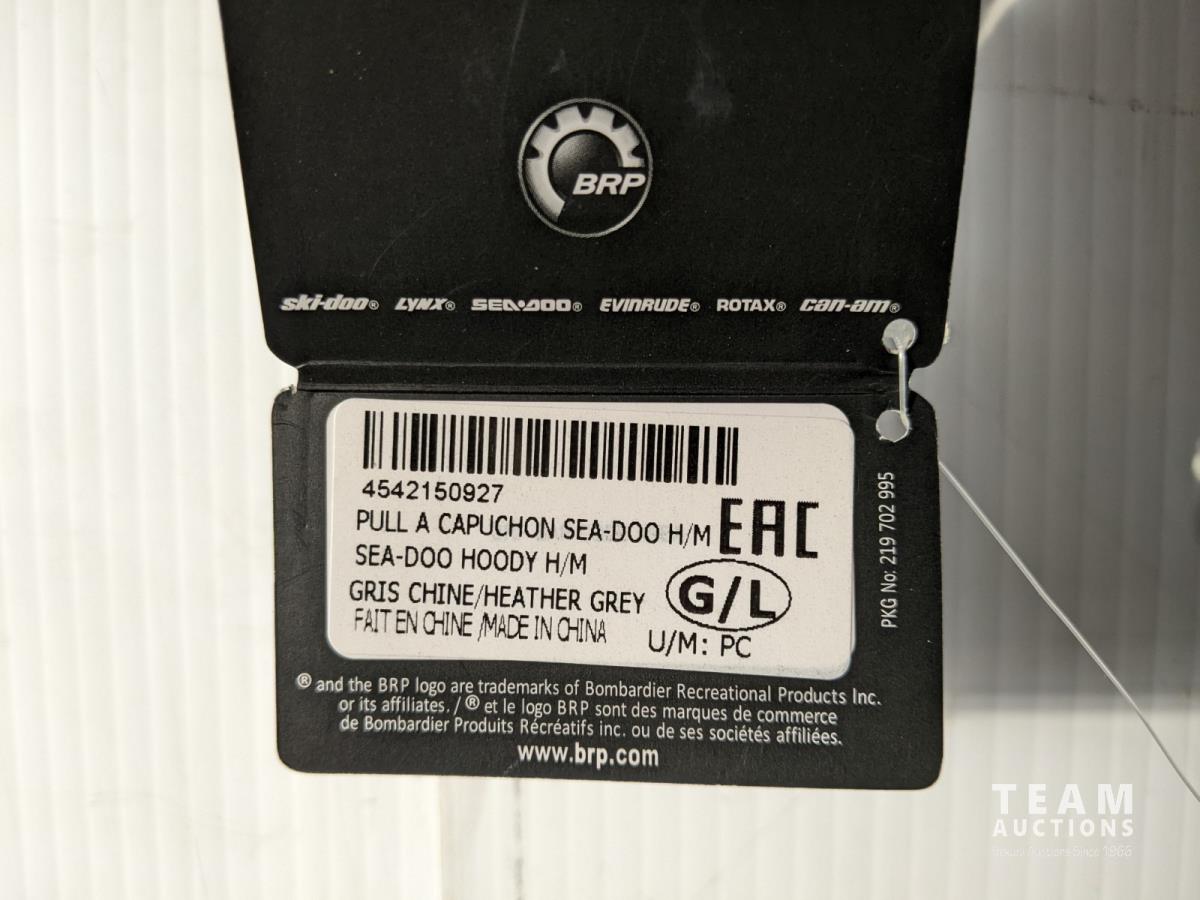 BRP
ski-doo® LYNX® SEA-DOO® EVINRUDE® ROTAX® can-am®
4542150927
PULL A CAPUCHON SEA-DOO H/M
EAC
SEA-DOO HOODY H/M
GRIS CHINE/HEATHER GREY
G/L
FAIT EN CHINE /MADE IN CHINA
U/M: PC
PKG No: 219 702 995
® and the BRP logo are trademarks of Bombardier Recreational Products Inc.
or its affiliates. / ® et le logo BRP sont des marques de commerce
de Bombardier Produits Récréatifs inc. ou de ses sociétés affiliées.
www.brp.com
TEAM
AUCTIONS
Auctions Since 1966